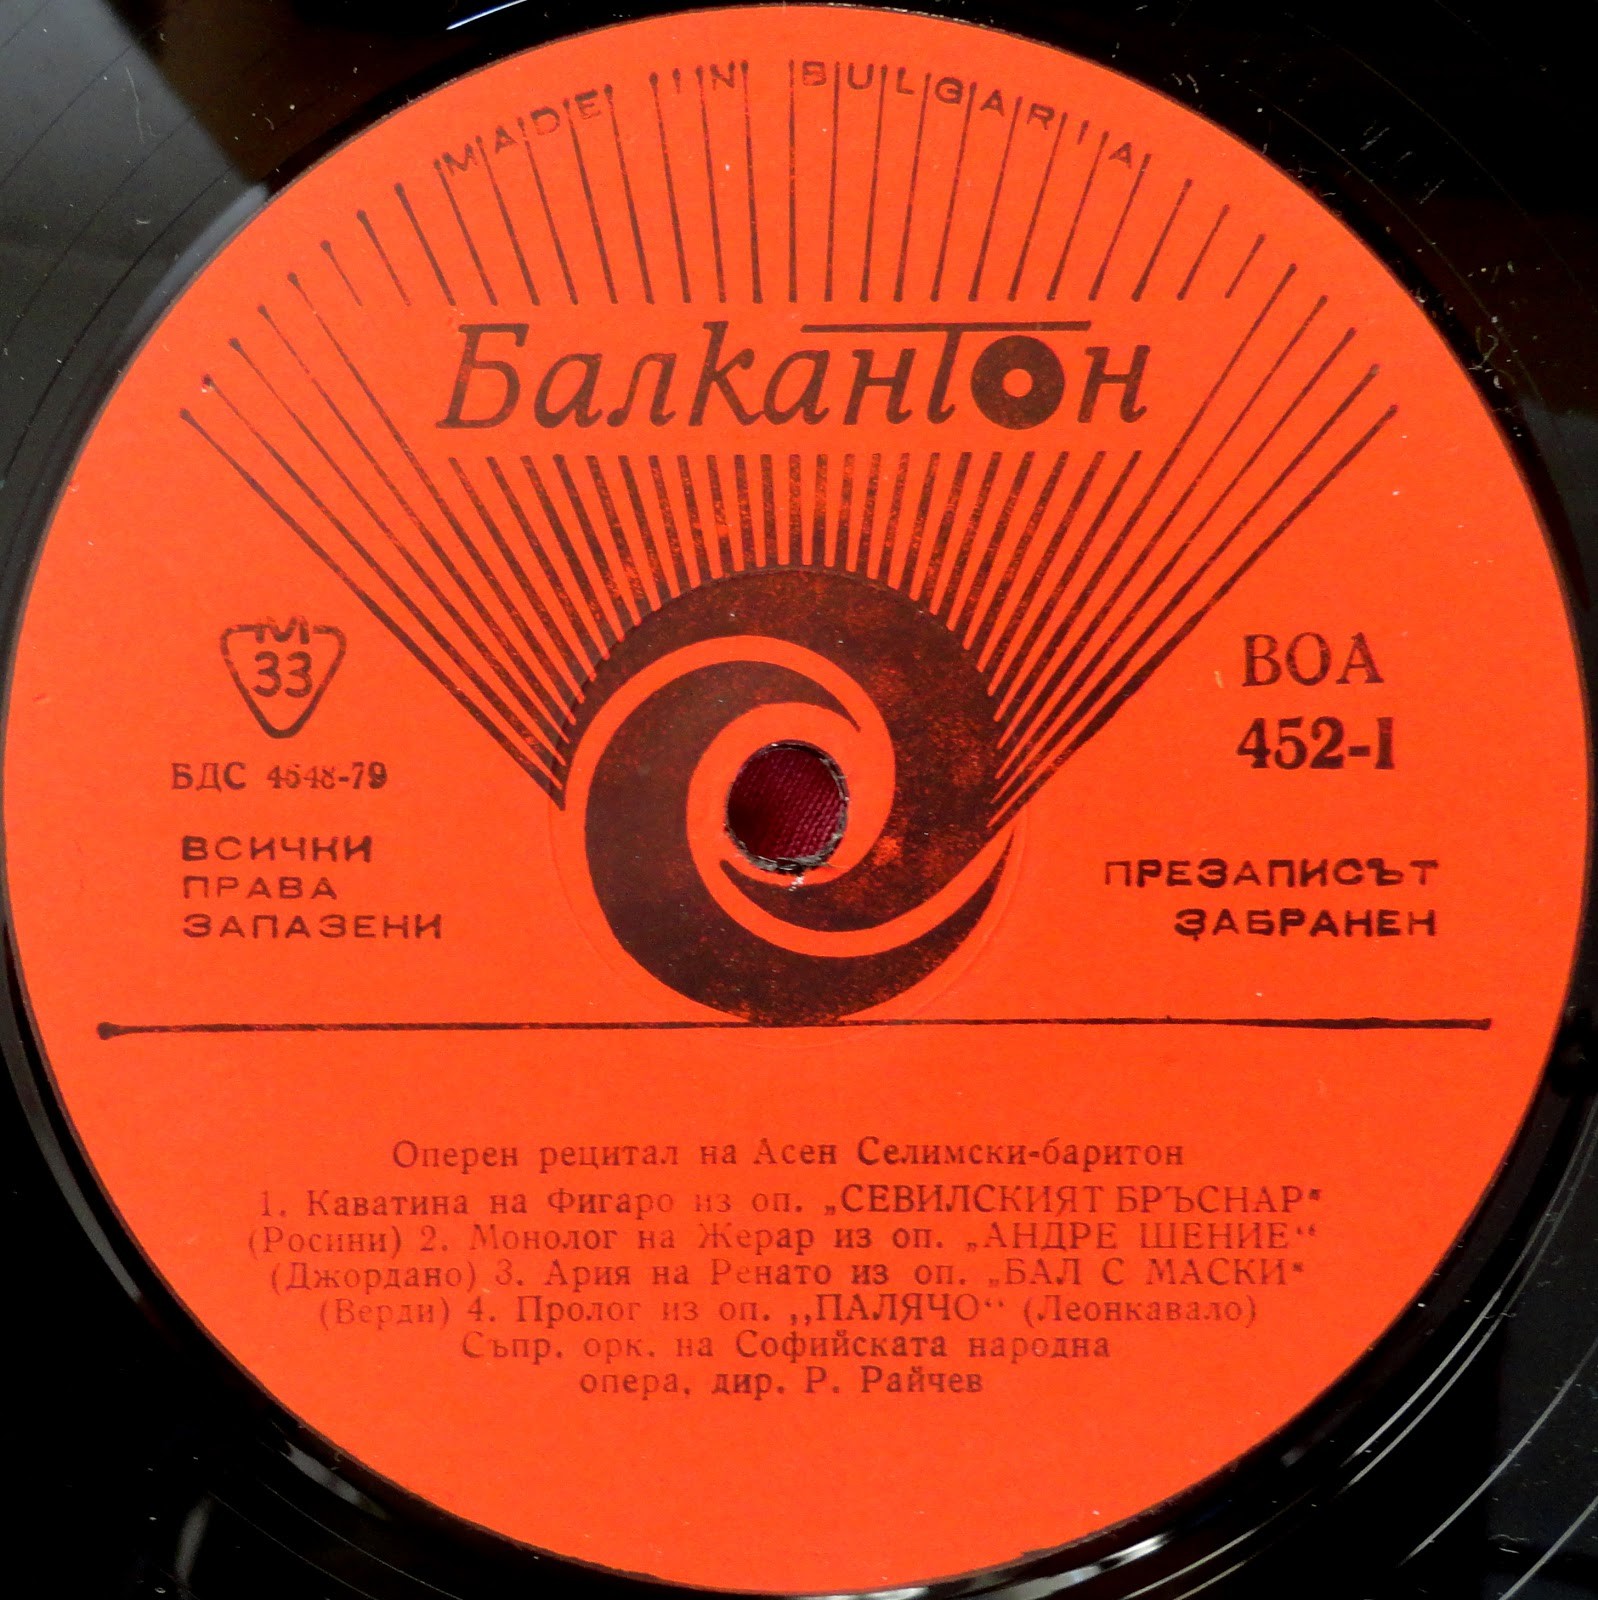 MADE IN BULGARIA
Балкантон
М
33
БДС 4648-79
ВСИЧКИ
ПРАВА
ЗАПАЗЕНИ
ВОА
452-I
ПРЕЗАПИСЪТ
ЗАБРАНЕН
Оперен рецитал на Асен Селимски-баритон
1. Каватина на Фигаро из оп. „СЕВИЛСКИЯТ БРЪСНАР“
(Росини) 2. Монолог на Жерар из оп. „АНДРЕ ШЕНИЕ“
(Джордано) 3. Ария на Ренато из оп. „БАЛ С МАСКИ“
(Верди) 4. Пролог из оп. „ПАЛЯЧО“ (Леонкавало)
Съпр. орк. на Софийската народна
опера, дир. Р. Райчев